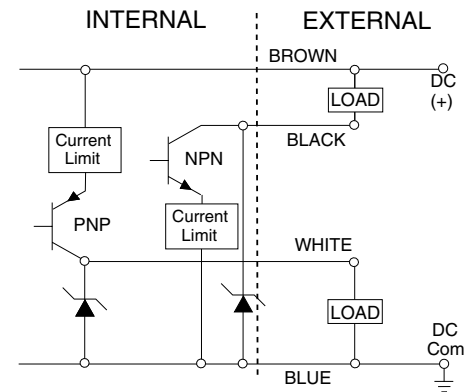 INTERNAL
EXTERNAL
BROWN
DC
(+)
LOAD
BLACK
Current
Limit
NPN
PNP
Current
Limit
WHITE
LOAD
DC
Com
BLUE